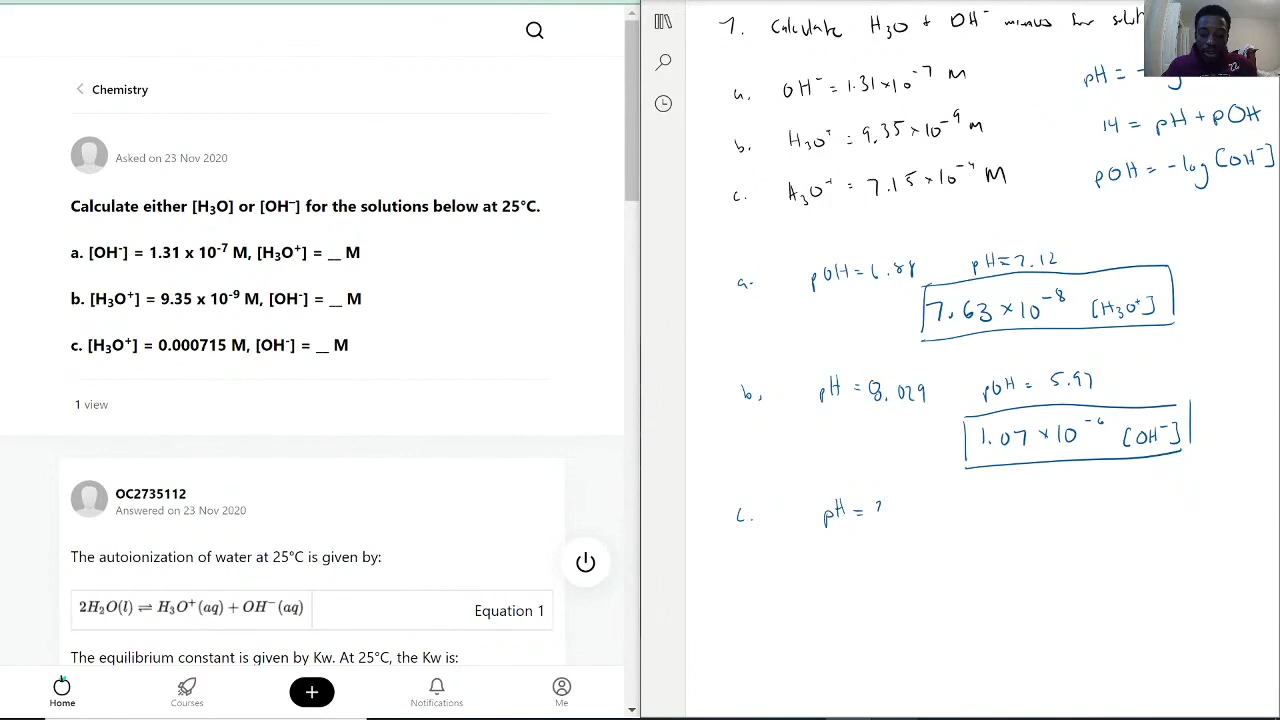 Chemistry
Asked on 23 Nov 2020
Calculate either [H₃O] or [OH⁻] for the solutions below at 25°C.
a. [OH⁻] = 1.31 x 10⁻⁷ M, [H₃O⁺] = __ M
b. [H₃O⁺] = 9.35 x 10⁻⁹ M, [OH⁻] = __ M
c. [H₃O⁺] = 0.000715 M, [OH⁻] = __ M
1 view
OC2735112
Answered on 23 Nov 2020
The autoionization of water at 25°C is given by:
2H₂O(l) ⇌ H₃O⁺(aq) + OH⁻(aq) Equation 1
The equilibrium constant is given by Kw. At 25°C, the Kw is:
Home Courses + Notifications Me
7. Calculate H₃O + OH⁻ minus for
a. OH⁻ = 1.31 x 10⁻⁷ M
b. H₃O⁺ = 9.35 x 10⁻⁹ M
c. H₃O⁺ = 7.15 x 10⁻⁴ M
pH = -
14 = pH + pOH
pOH = -log [OH⁻]
a. pOH = 6.88 pH = 7.12
7.63 x 10⁻⁸ [H₃O⁺]
b. pH = 8.029 pOH = 5.97
1.07 x 10⁻⁶ [OH⁻]
c. pH =